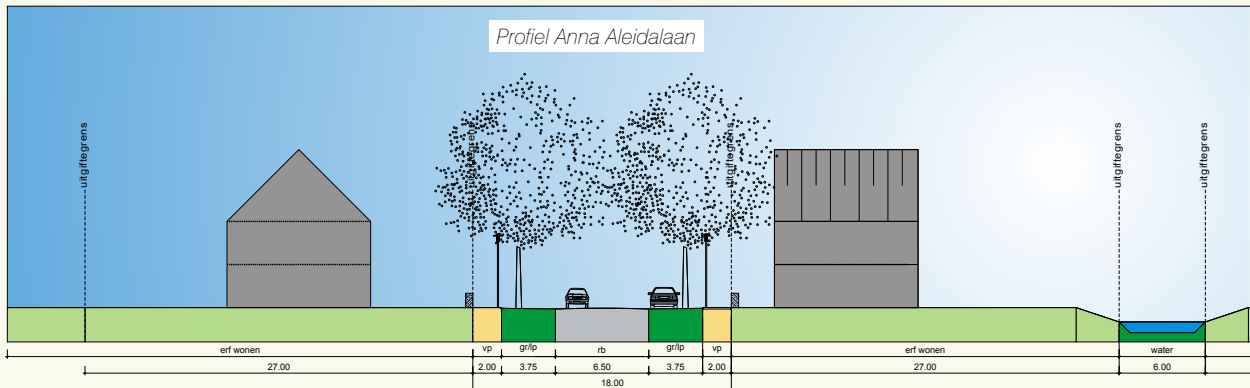 Profiel Anna Aleidalaan
uitgiftegrens
uitgiftegrens
uitgiftegrens
uitgiftegrens
uitgiftegrens
erf wonen vp gr/lp rb gr/lp vp erf wonen water
27.00 2.00 3.75 6.50 3.75 2.00 27.00 6.00
18.00